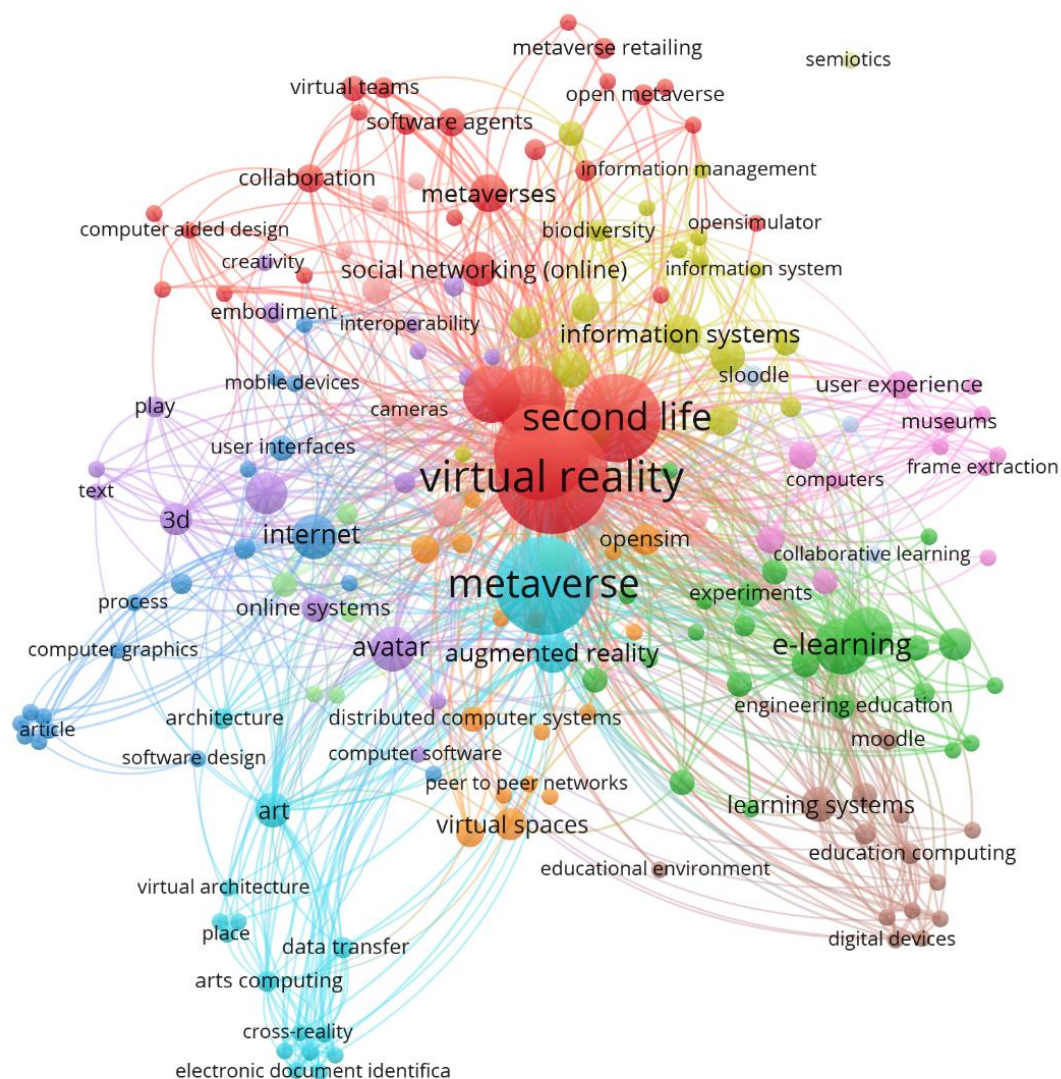 metaverse retailing
semiotics
virtual teams
open metaverse
software agents
information management
collaboration
metaverses
computer aided design
biodiversity
opensimulator
creativity
social networking (online)
information system
embodiment
interoperability
information systems
mobile devices
sloodle
user experience
play
cameras
second life
museums
user interfaces
virtual reality
frame extraction
text
computers
3d
internet
opensim
collaborative learning
metaverse
experiments
process
online systems
computer graphics
avatar
augmented reality
e-learning
engineering education
article
architecture
distributed computer systems
moodle
software design
computer software
peer to peer networks
art
virtual spaces
learning systems
education computing
educational environment
virtual architecture
place
data transfer
digital devices
arts computing
cross-reality
electronic document identifica